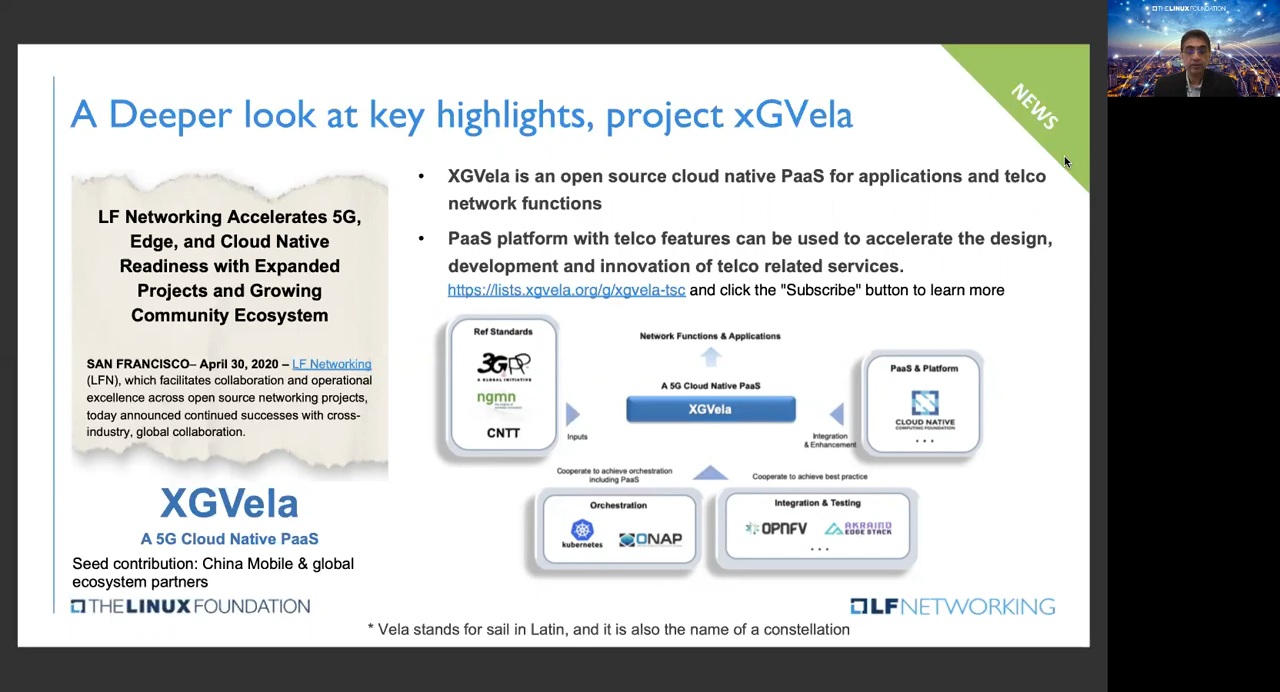 THE LINUX FOUNDATION
NEWS
A Deeper look at key highlights, project xGVela
LF Networking Accelerates 5G,
Edge, and Cloud Native
Readiness with Expanded
Projects and Growing
Community Ecosystem
SAN FRANCISCO– April 30, 2020 – LF Networking
(LFN), which facilitates collaboration and operational
excellence across open source networking projects,
today announced continued successes with cross-
industry, global collaboration.
XGVela
A 5G Cloud Native PaaS
Seed contribution: China Mobile & global
ecosystem partners
• XGVela is an open source cloud native PaaS for applications and telco
network functions
• PaaS platform with telco features can be used to accelerate the design,
development and innovation of telco related services.
https://lists.xgvela.org/g/xgvela-tsc and click the "Subscribe" button to learn more
Ref Standards
3GPP
A GLOBAL INITIATIVE
ngmn
CNTT
Inputs
Network Functions & Applications
A 5G Cloud Native PaaS
XGVela
Integration
& Enhancement
PaaS & Platform
CLOUD NATIVE
COMPUTING FOUNDATION
...
Cooperate to achieve orchestration
including PaaS
Cooperate to achieve best practice
Orchestration
kubernetes
ONAP
Integration & Testing
OPNFV
AKRAINO
EDGE STACK
...
THE LINUX FOUNDATION
LF NETWORKING
* Vela stands for sail in Latin, and it is also the name of a constellation